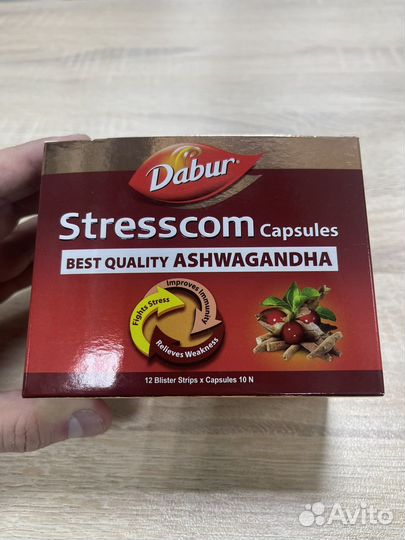 Dabur
Stresscom Capsules
BEST QUALITY ASHWAGANDHA
Fights Stress
Improves Immunity
Relieves Weakness
12 Blister Strips x Capsules 10 N
Avito